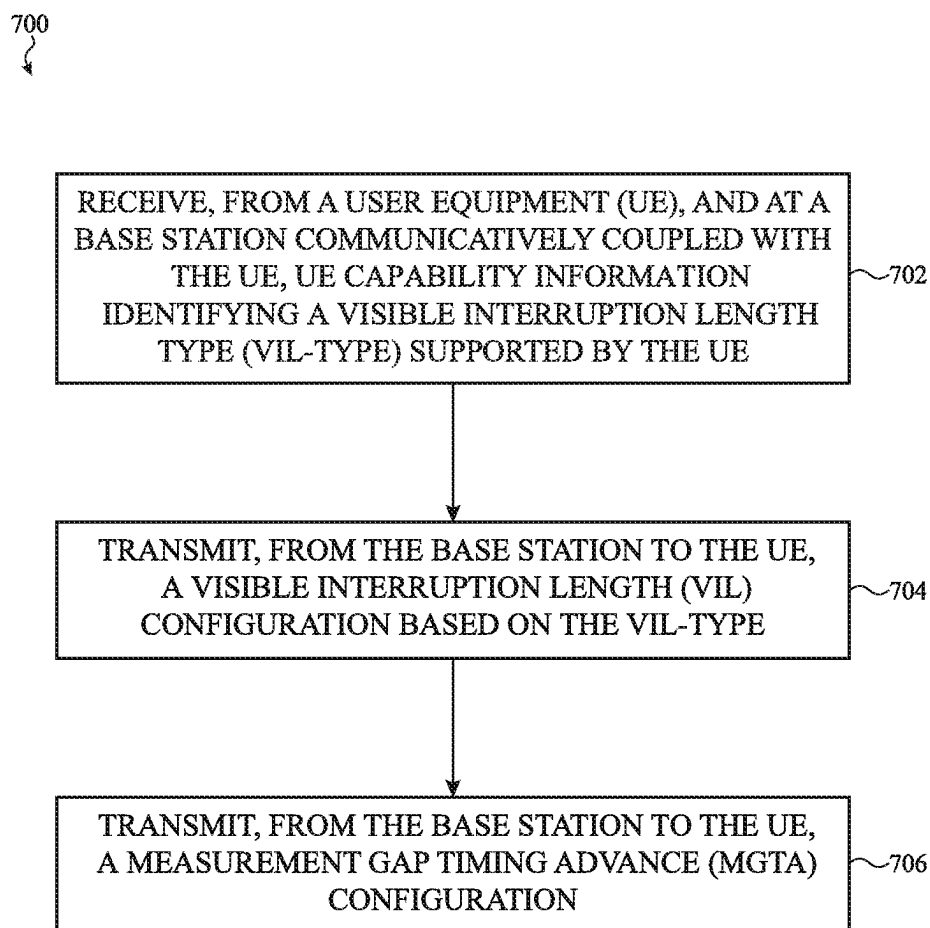 700
RECEIVE, FROM A USER EQUIPMENT (UE), AND AT A
BASE STATION COMMUNICATIVELY COUPLED WITH
THE UE, UE CAPABILITY INFORMATION
IDENTIFYING A VISIBLE INTERRUPTION LENGTH
TYPE (VIL-TYPE) SUPPORTED BY THE UE
702
TRANSMIT, FROM THE BASE STATION TO THE UE,
A VISIBLE INTERRUPTION LENGTH (VIL)
CONFIGURATION BASED ON THE VIL-TYPE
704
TRANSMIT, FROM THE BASE STATION TO THE UE,
A MEASUREMENT GAP TIMING ADVANCE (MGTA)
CONFIGURATION
706